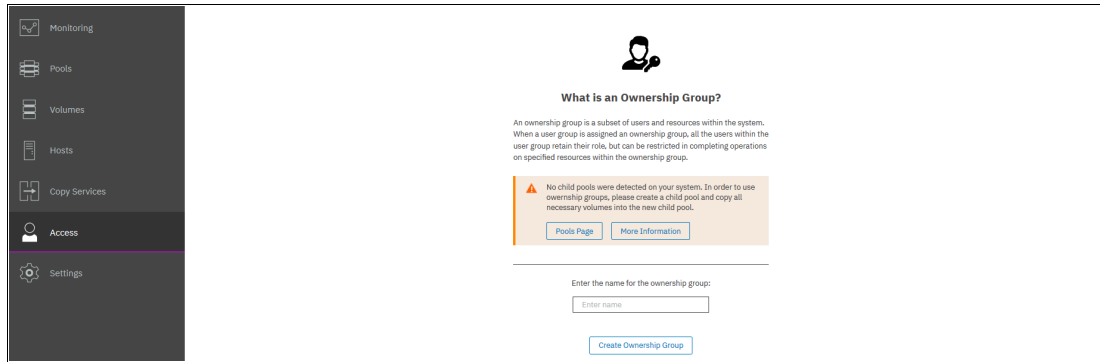 Monitoring
Pools
Volumes
Hosts
Copy Services
Access
Settings
What is an Ownership Group?
An ownership group is a subset of users and resources within the system.
When a user group is assigned an ownership group, all the users within the
user group retain their role, but can be restricted in completing operations
on specified resources within the ownership group.
No child pools were detected on your system. In order to use
owernship groups, please create a child pool and copy all
necessary volumes into the new child pool.
Pools Page
More Information
Enter the name for the ownership group:
Enter name
Create Ownership Group